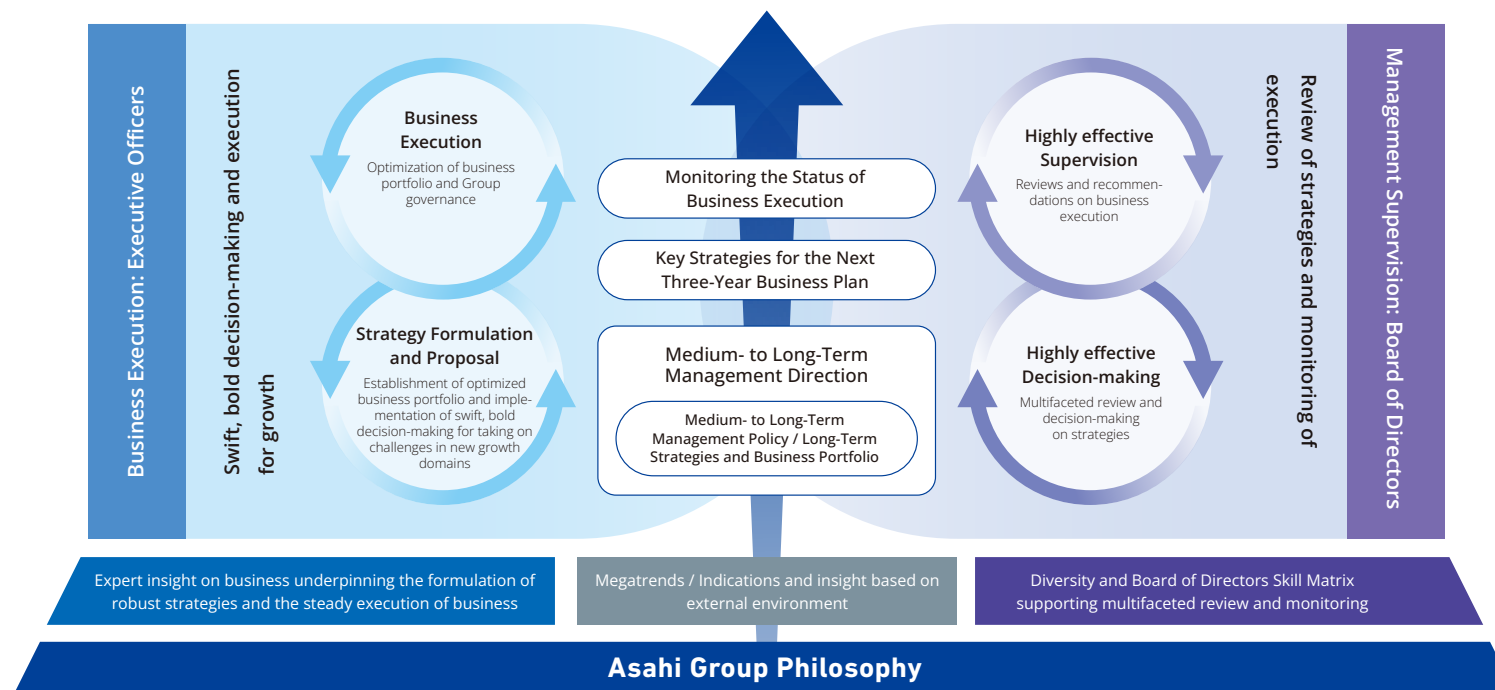 Business Execution: Executive Officers
Swift, bold decision-making and execution
for growth
Business
Execution
Optimization of business
portfolio and Group
governance
Strategy Formulation
and Proposal
Establishment of optimized
business portfolio and imple-
mentation of swift, bold
decision-making for taking on
challenges in new growth
domains
Monitoring the Status of
Business Execution
Key Strategies for the Next
Three-Year Business Plan
Medium- to Long-Term
Management Direction
Medium- to Long-Term
Management Policy / Long-Term
Strategies and Business Portfolio
Highly effective
Supervision
Reviews and recommen-
dations on business
execution
Highly effective
Decision-making
Multifaceted review and
decision-making
on strategies
Review of strategies and monitoring of
execution
Management Supervision: Board of Directors
Expert insight on business underpinning the formulation of
robust strategies and the steady execution of business
Megatrends / Indications and insight based on
external environment
Diversity and Board of Directors Skill Matrix
supporting multifaceted review and monitoring
Asahi Group Philosophy